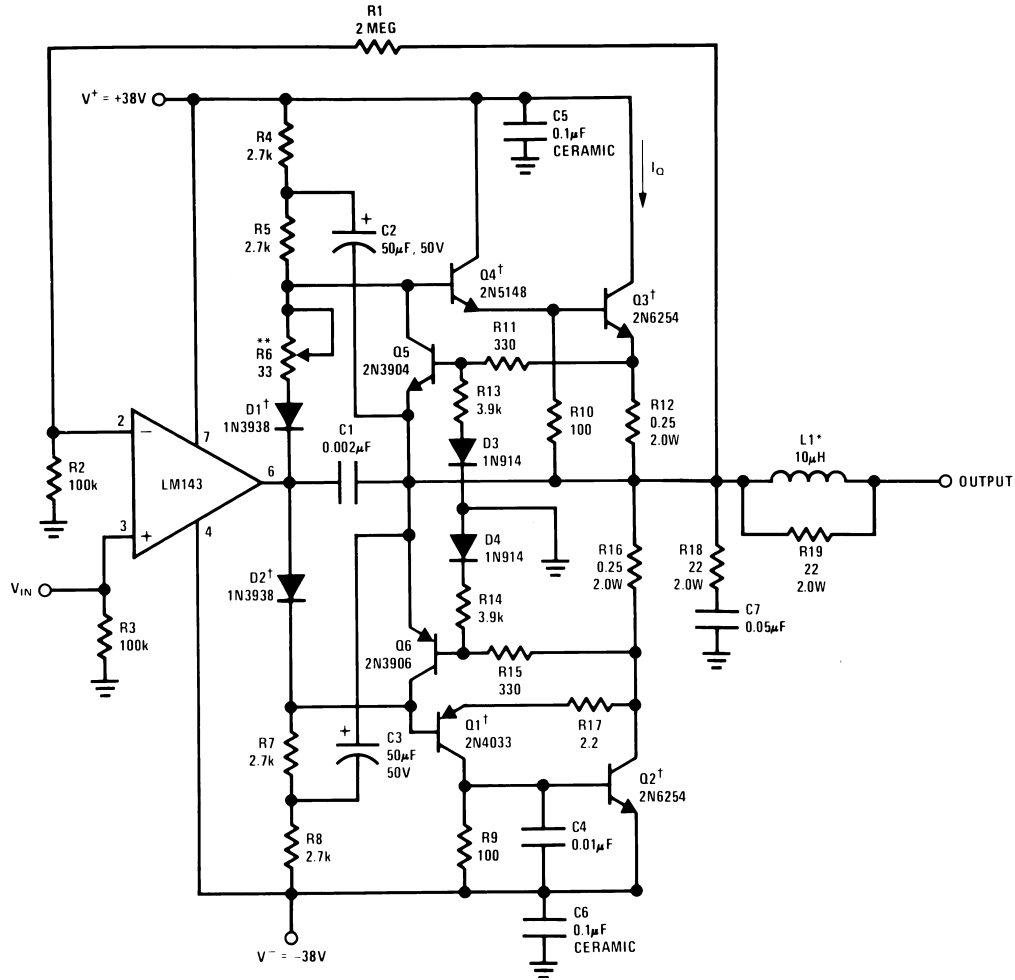 R1
2 MEG
V⁺ = +38V
R4
2.7k
C5
0.1μF
CERAMIC
I_Q
+
R5
2.7k
C2
50μF, 50V
Q4†
2N5148
Q3†
2N6254
**
R6
33
Q5
2N3904
R11
330
R13
3.9k
R10
100
R12
0.25
2.0W
D1†
1N3938
C1
0.002μF
D3
1N914
L1*
10μH
2
−
7
R2
100k
LM143
6
OUTPUT
3
+
4
D4
1N914
R16
0.25
2.0W
R18
22
2.0W
R19
22
2.0W
V_IN
D2†
1N3938
R14
3.9k
C7
0.05μF
R3
100k
Q6
2N3906
R15
330
Q1†
2N4033
R17
2.2
+
R7
2.7k
C3
50μF
50V
Q2†
2N6254
R8
2.7k
R9
100
C4
0.01μF
C6
0.1μF
CERAMIC
V⁻ = −38V